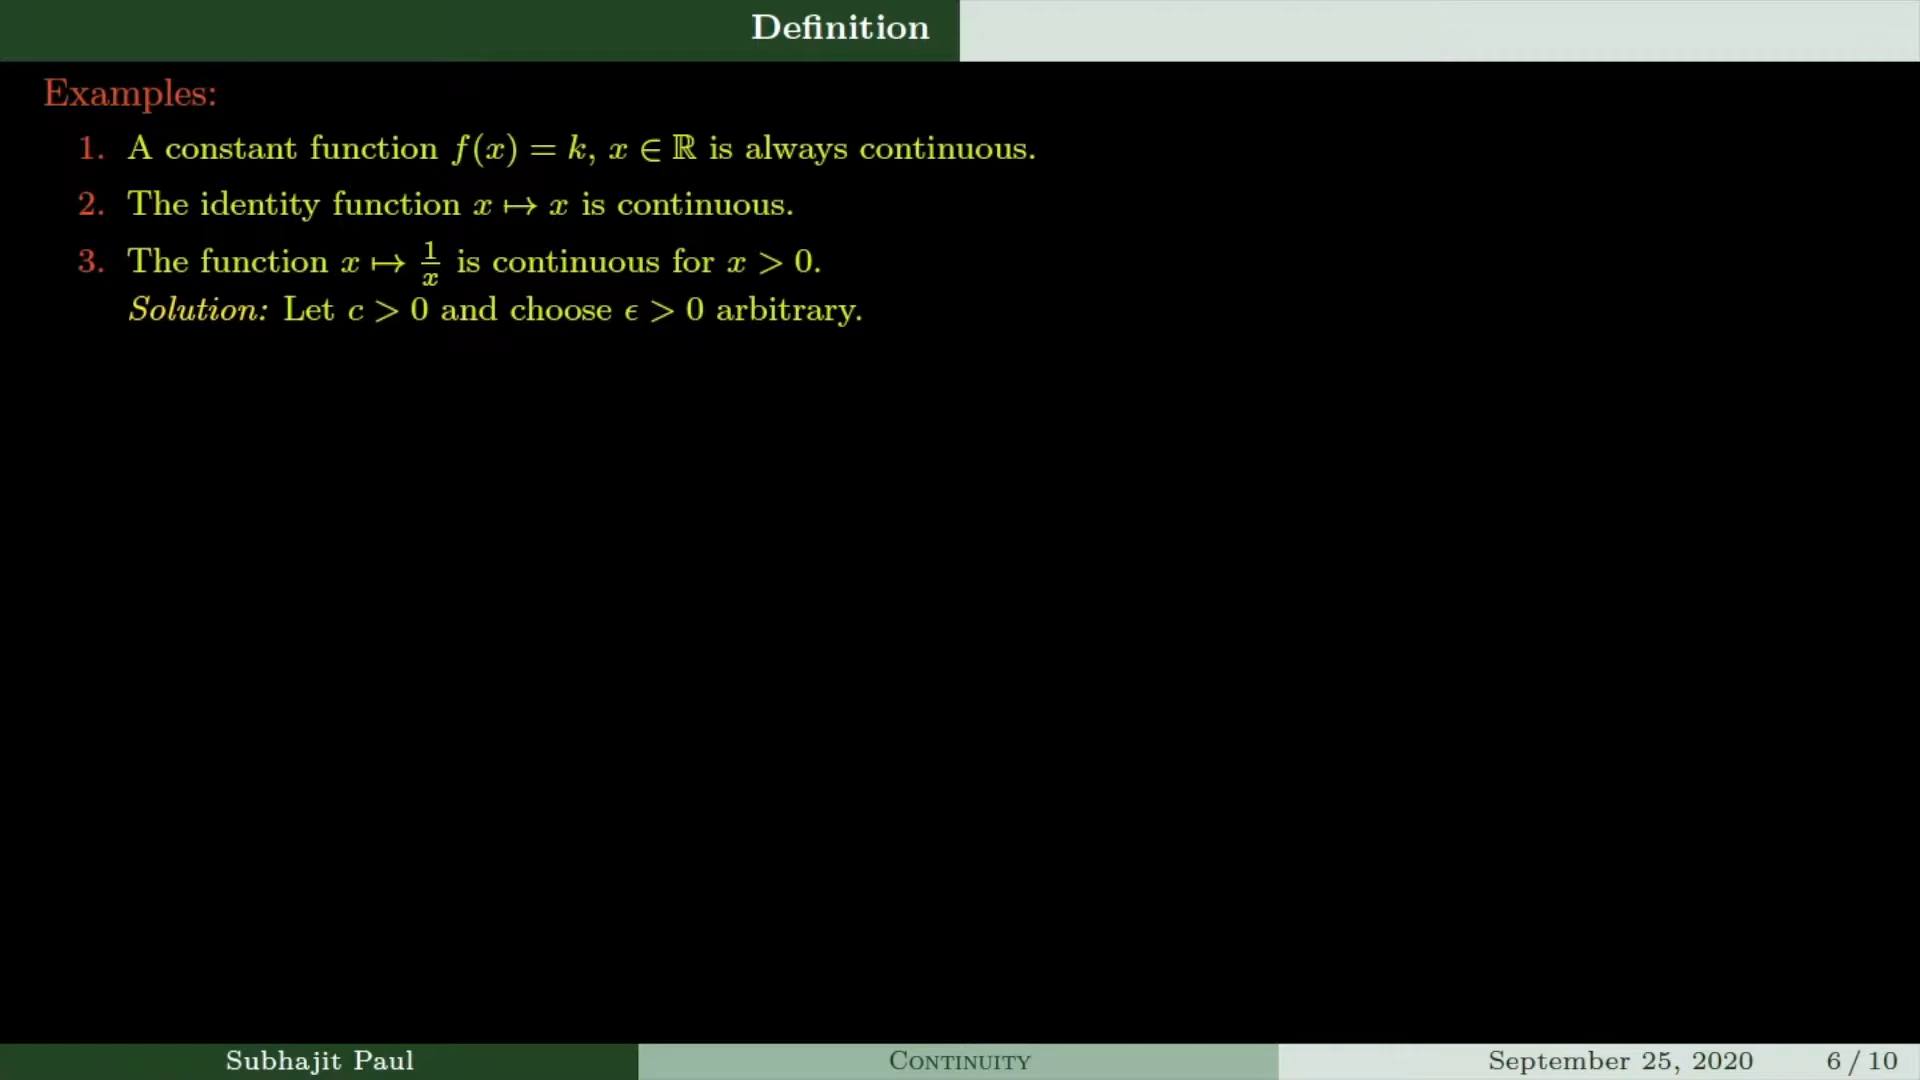 Definition
Examples:
1. A constant function f(x) = k, x ∈ ℝ is always continuous.
2. The identity function x ↦ x is continuous.
3. The function x ↦ 1/x is continuous for x > 0.
Solution: Let c > 0 and choose ϵ > 0 arbitrary.
Subhajit Paul CONTINUITY September 25, 2020 6 / 10